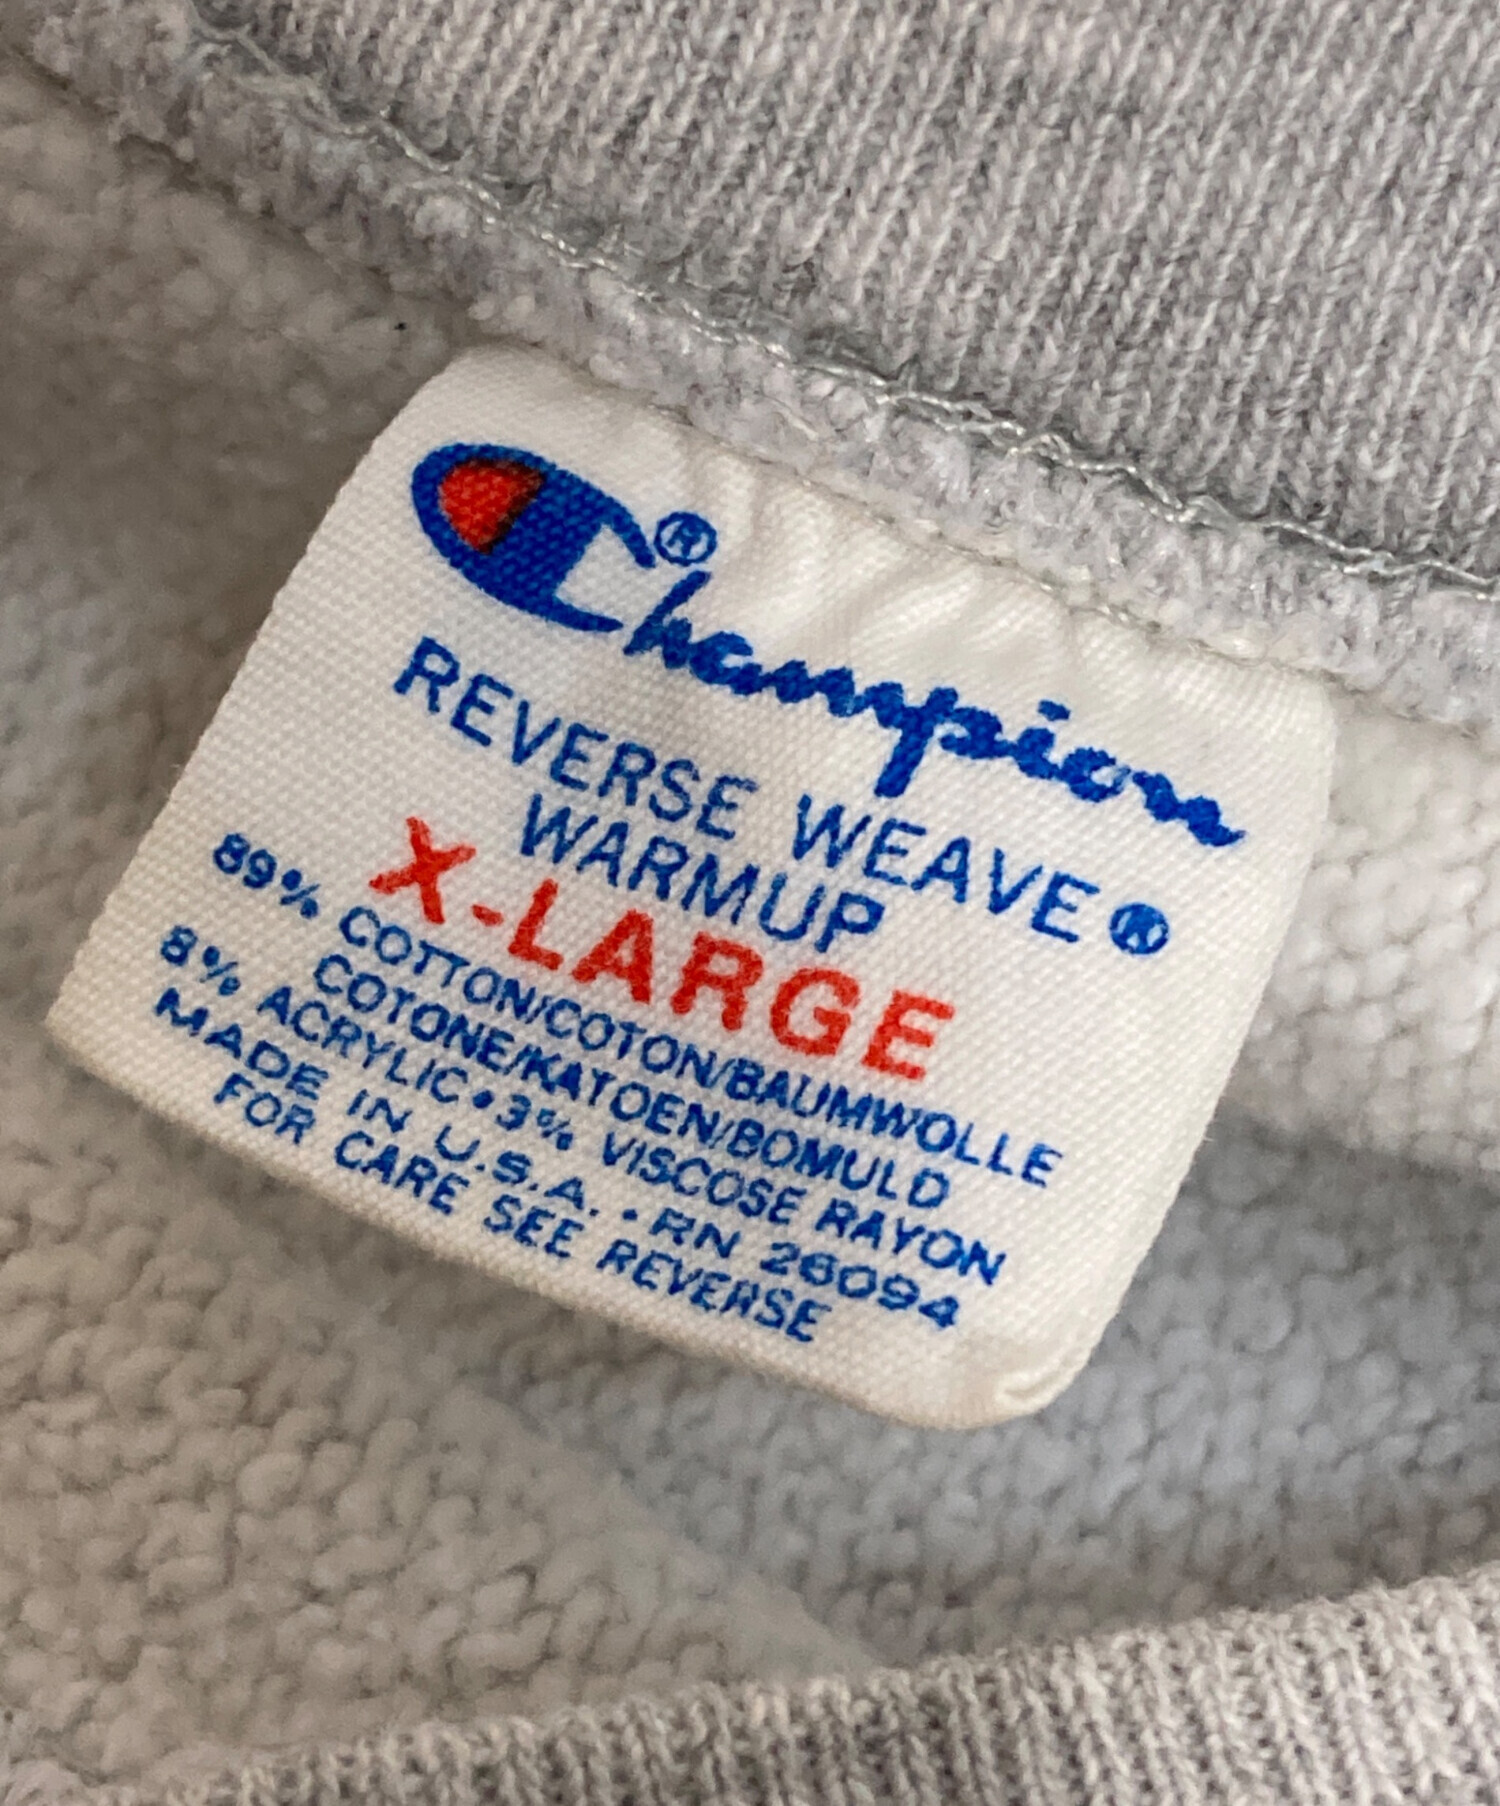 Champion®
REVERSE WEAVE®
WARMUP
X-LARGE
89% COTTON/COTON/BAUMWOLLE
COTONE/KATOEN/BOMULD
8% ACRYLIC•3% VISCOSE RAYON
MADE IN U.S.A. • RN 26094
FOR CARE SEE REVERSE